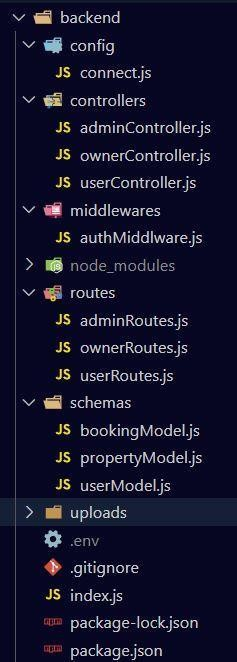 backend
config
JS connect.js
controllers
JS adminController.js
JS ownerController.js
JS userController.js
middlewares
JS authMiddlware.js
node_modules
routes
JS adminRoutes.js
JS ownerRoutes.js
JS userRoutes.js
schemas
JS bookingModel.js
JS propertyModel.js
JS userModel.js
uploads
.env
.gitignore
JS index.js
npm package-lock.json
npm package.json